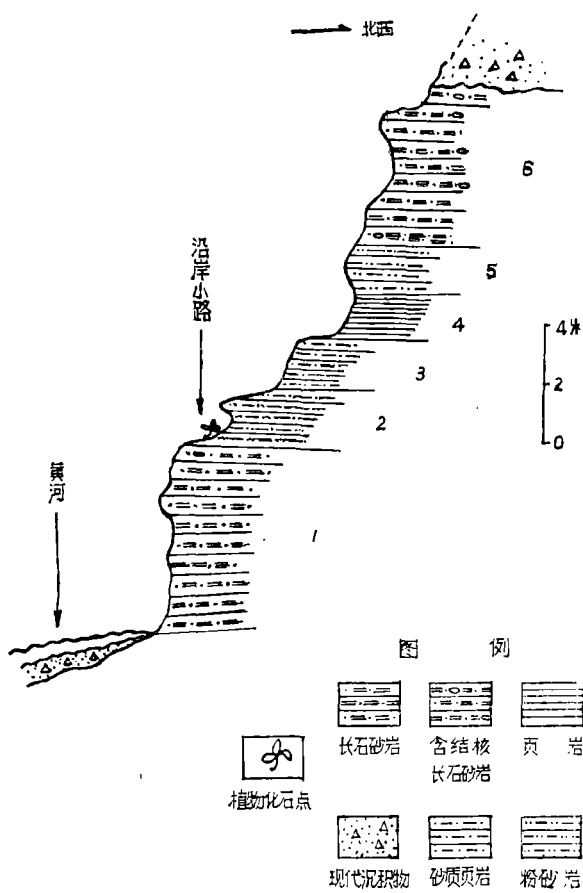 北西
6
沿岸小路
5
4
4米
3
2
2
0
黄河
1
图 例
长石砂岩
含结核
长石砂岩
页 岩
植物化石点
现代沉积物
砂质页岩
粉砂岩